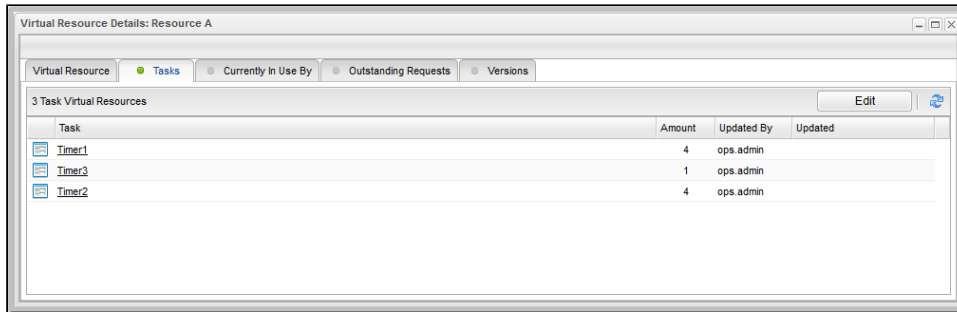 Virtual Resource Details: Resource A
Virtual Resource Tasks Currently In Use By Outstanding Requests Versions
3 Task Virtual Resources Edit
Task Amount Updated By Updated
Timer1 4 ops.admin
Timer3 1 ops.admin
Timer2 4 ops.admin